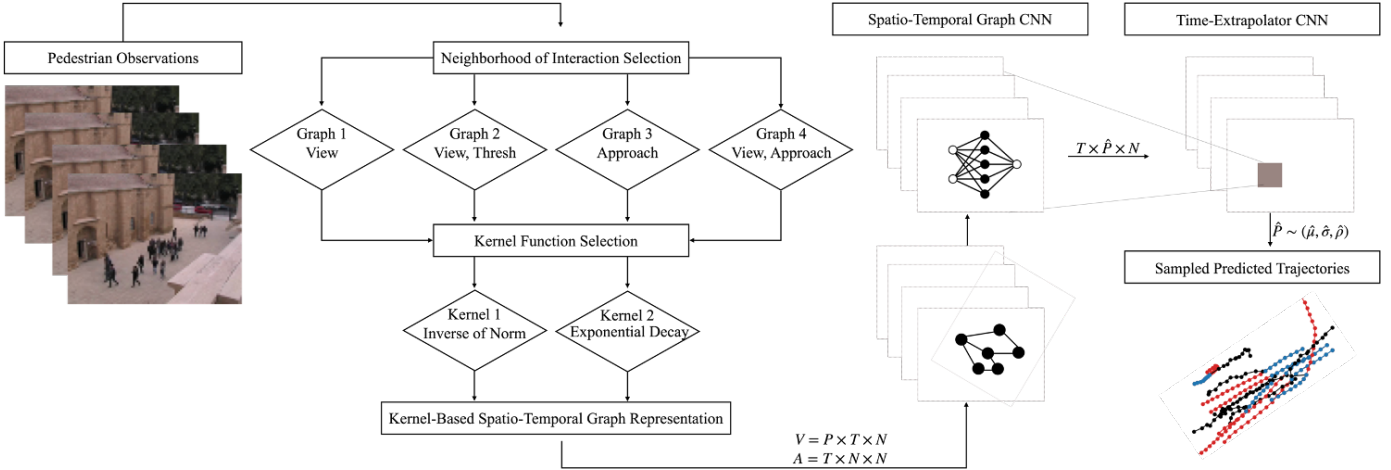 Pedestrian Observations
Neighborhood of Interaction Selection
Graph 1
View
Graph 2
View, Thresh
Graph 3
Approach
Graph 4
View, Approach
Kernel Function Selection
Kernel 1
Inverse of Norm
Kernel 2
Exponential Decay
Kernel-Based Spatio-Temporal Graph Representation
V = P × T × N
A = T × N × N
Spatio-Temporal Graph CNN
T × P̂ × N
Time-Extrapolator CNN
P̂ ~ (μ̂, σ̂, ρ̂)
Sampled Predicted Trajectories